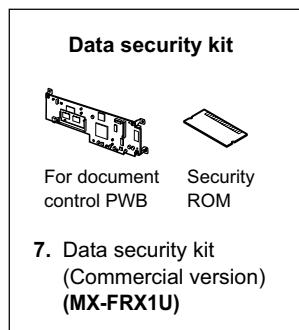 Data security kit
For document
control PWB
Security
ROM
7. Data security kit
(Commercial version)
(MX-FRX1U)